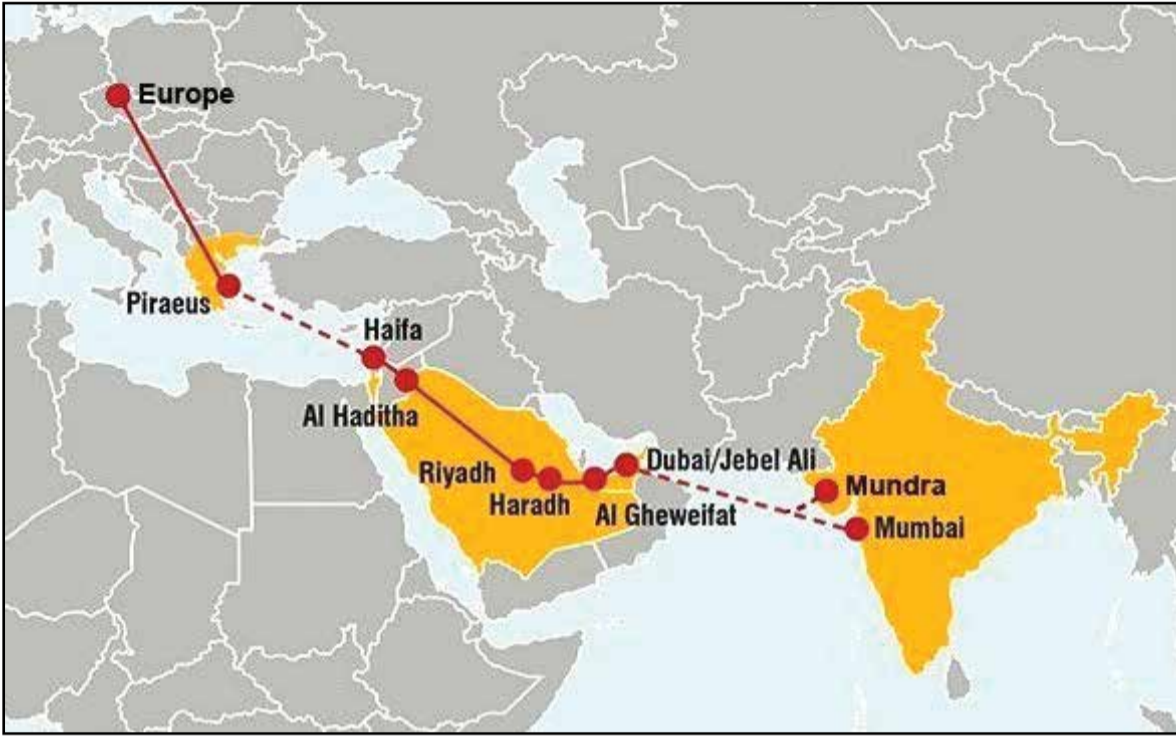 Europe
Piraeus
Haifa
Al Haditha
Riyadh
Haradh
Al Gheweifat
Dubai/Jebel Ali
Mundra
Mumbai